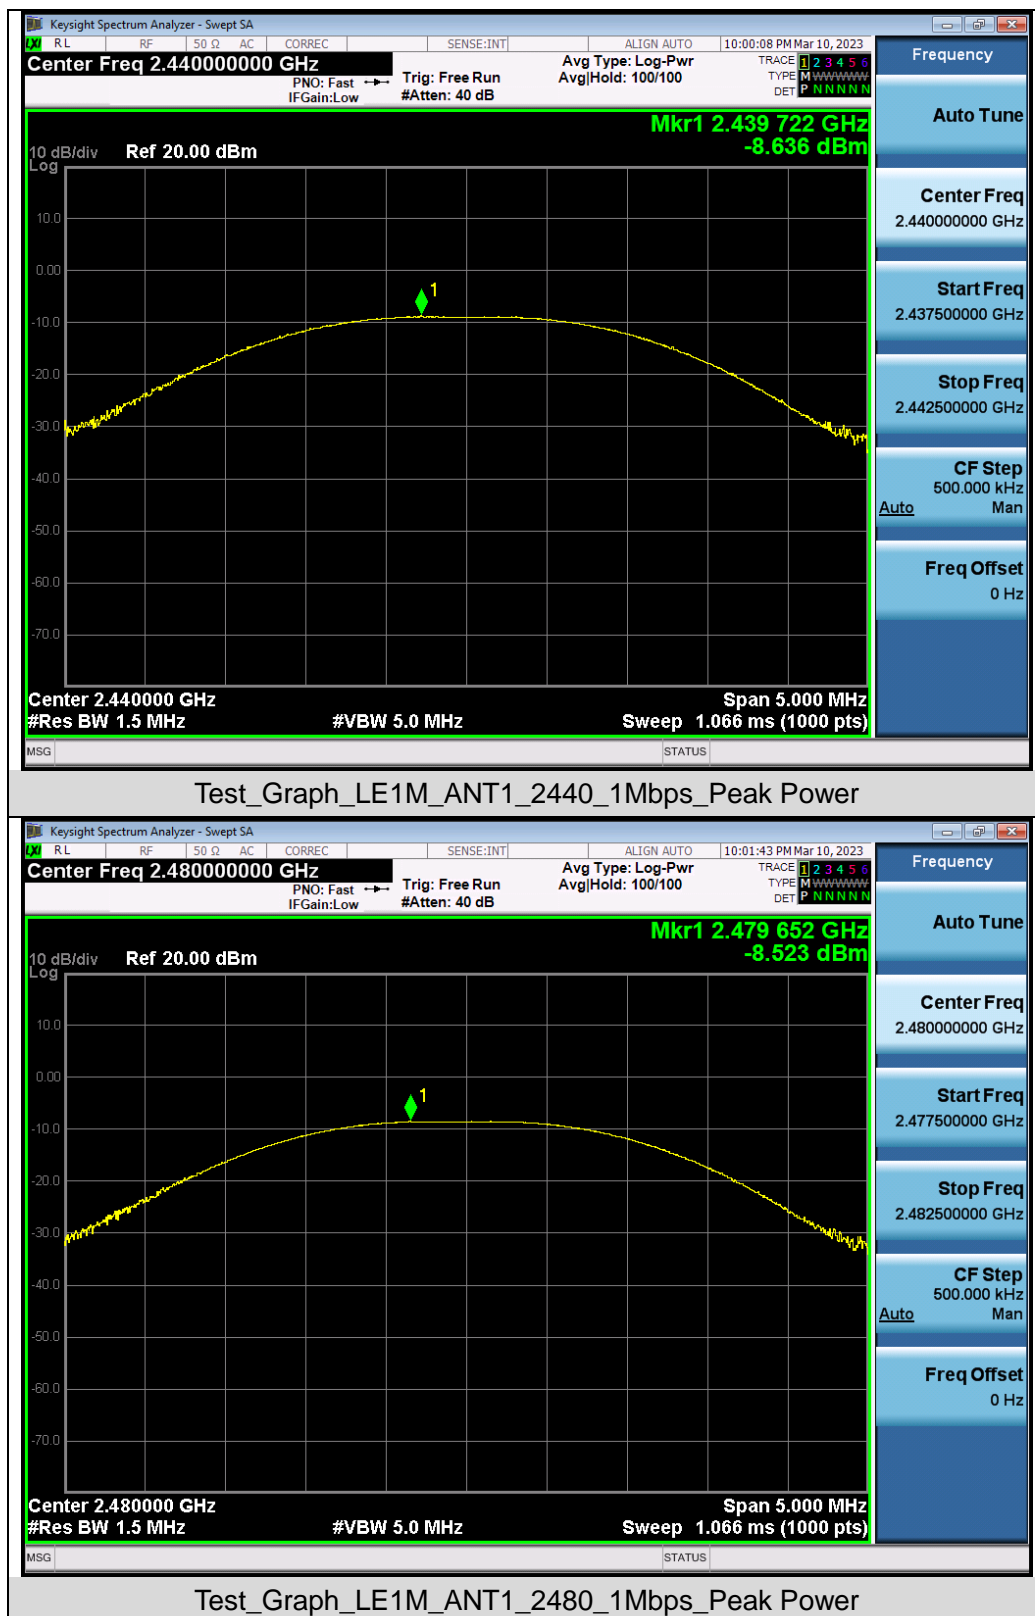 Keysight Spectrum Analyzer - Swept SA
LXI RL RF 50 Ω AC CORREC SENSE:INT ALIGN AUTO 10:00:08 PM Mar 10, 2023
Center Freq 2.440000000 GHz
PNO: Fast
IFGain:Low
Trig: Free Run
#Atten: 40 dB
Avg Type: Log-Pwr
Avg|Hold: 100/100
TRACE 1 2 3 4 5 6
TYPE M WWWWW
DET P N N N N N
Mkr1 2.439 722 GHz
-8.636 dBm
10 dB/div Ref 20.00 dBm
Log
10.0
0.00
1
-10.0
-20.0
-30.0
-40.0
-50.0
-60.0
-70.0
Center 2.440000 GHz Span 5.000 MHz
#Res BW 1.5 MHz #VBW 5.0 MHz Sweep 1.066 ms (1000 pts)
MSG STATUS
Frequency
Auto Tune
Center Freq
2.440000000 GHz
Start Freq
2.437500000 GHz
Stop Freq
2.442500000 GHz
CF Step
500.000 kHz
Auto Man
Freq Offset
0 Hz
Test_Graph_LE1M_ANT1_2440_1Mbps_Peak Power
Keysight Spectrum Analyzer - Swept SA
LXI RL RF 50 Ω AC CORREC SENSE:INT ALIGN AUTO 10:01:43 PM Mar 10, 2023
Center Freq 2.480000000 GHz
PNO: Fast
IFGain:Low
Trig: Free Run
#Atten: 40 dB
Avg Type: Log-Pwr
Avg|Hold: 100/100
TRACE 1 2 3 4 5 6
TYPE M WWWWW
DET P N N N N N
Mkr1 2.479 652 GHz
-8.523 dBm
10 dB/div Ref 20.00 dBm
Log
10.0
0.00
1
-10.0
-20.0
-30.0
-40.0
-50.0
-60.0
-70.0
Center 2.480000 GHz Span 5.000 MHz
#Res BW 1.5 MHz #VBW 5.0 MHz Sweep 1.066 ms (1000 pts)
MSG STATUS
Frequency
Auto Tune
Center Freq
2.480000000 GHz
Start Freq
2.477500000 GHz
Stop Freq
2.482500000 GHz
CF Step
500.000 kHz
Auto Man
Freq Offset
0 Hz
Test_Graph_LE1M_ANT1_2480_1Mbps_Peak Power